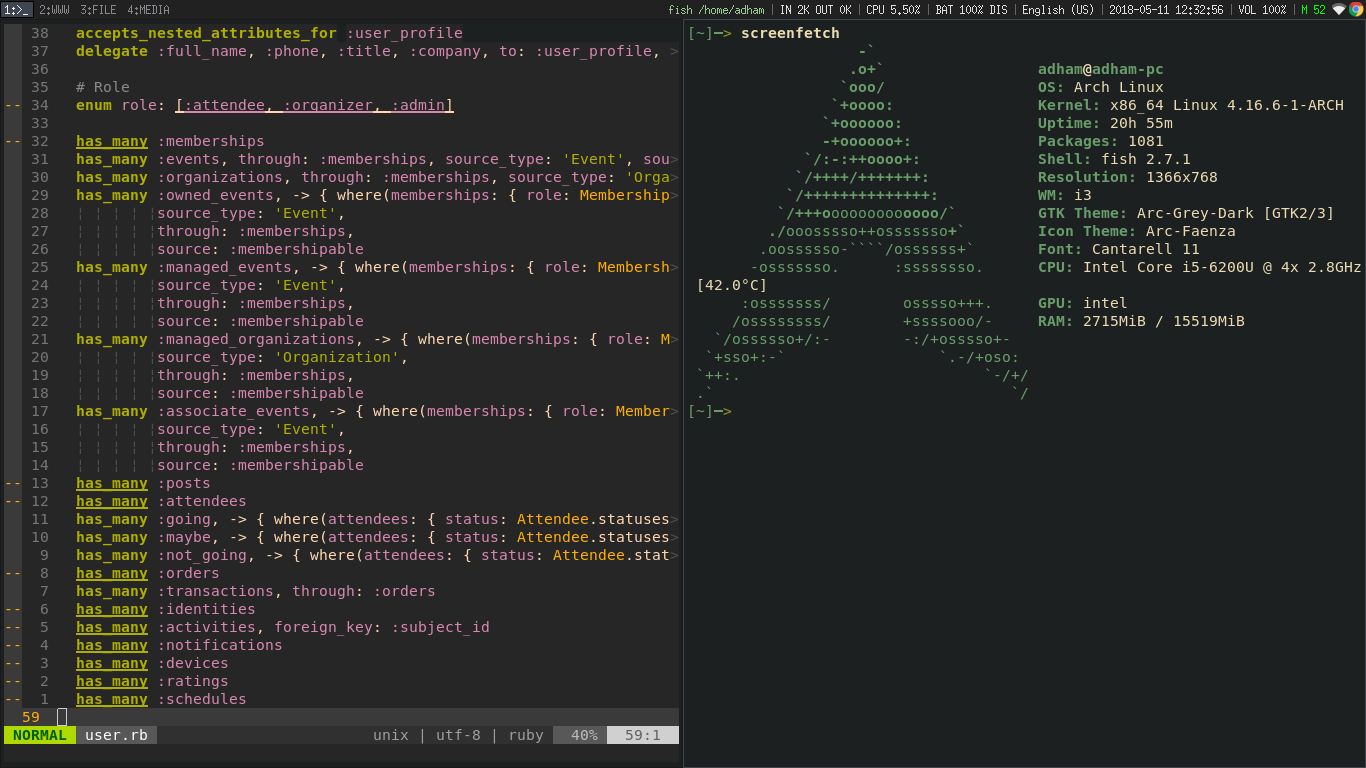 1:>_ 2:WWW 3:FILE 4:MEDIA fish /home/adham | IN 2K OUT 0K | CPU 5.50% | BAT 100% DIS | English (US) | 2018-05-11 12:32:56 | VOL 100% | M 52
38 accepts_nested_attributes_for :user_profile
37 delegate :full_name, :phone, :title, :company, to: :user_profile, >
36
35 # Role
-- 34 enum role: [:attendee, :organizer, :admin]
33
-- 32 has_many :memberships
31 has_many :events, through: :memberships, source_type: 'Event', sou>
30 has_many :organizations, through: :memberships, source_type: 'Orga>
29 has_many :owned_events, -> { where(memberships: { role: Membership>
28 ¦ ¦ ¦ ¦ ¦source_type: 'Event',
27 ¦ ¦ ¦ ¦ ¦through: :memberships,
26 ¦ ¦ ¦ ¦ ¦source: :membershipable
25 has_many :managed_events, -> { where(memberships: { role: Membersh>
24 ¦ ¦ ¦ ¦ ¦source_type: 'Event',
23 ¦ ¦ ¦ ¦ ¦through: :memberships,
22 ¦ ¦ ¦ ¦ ¦source: :membershipable
21 has_many :managed_organizations, -> { where(memberships: { role: M>
20 ¦ ¦ ¦ ¦ ¦source_type: 'Organization',
19 ¦ ¦ ¦ ¦ ¦through: :memberships,
18 ¦ ¦ ¦ ¦ ¦source: :membershipable
17 has_many :associate_events, -> { where(memberships: { role: Member>
16 ¦ ¦ ¦ ¦ ¦source_type: 'Event',
15 ¦ ¦ ¦ ¦ ¦through: :memberships,
14 ¦ ¦ ¦ ¦ ¦source: :membershipable
-- 13 has_many :posts
-- 12 has_many :attendees
11 has_many :going, -> { where(attendees: { status: Attendee.statuses>
10 has_many :maybe, -> { where(attendees: { status: Attendee.statuses>
9 has_many :not_going, -> { where(attendees: { status: Attendee.stat>
-- 8 has_many :orders
7 has_many :transactions, through: :orders
-- 6 has_many :identities
-- 5 has_many :activities, foreign_key: :subject_id
-- 4 has_many :notifications
-- 3 has_many :devices
-- 2 has_many :ratings
-- 1 has_many :schedules
59
NORMAL user.rb unix | utf-8 | ruby 40% 59:1
[~]─> screenfetch
-`
.o+` adham@adham-pc
`ooo/ OS: Arch Linux
`+oooo: Kernel: x86_64 Linux 4.16.6-1-ARCH
`+oooooo: Uptime: 20h 55m
-+oooooo+: Packages: 1081
`/:-:++oooo+: Shell: fish 2.7.1
`/++++/+++++++: Resolution: 1366x768
`/++++++++++++++: WM: i3
`/+++ooooooooooooo/` GTK Theme: Arc-Grey-Dark [GTK2/3]
./ooosssso++osssssso+` Icon Theme: Arc-Faenza
.oossssso-````/ossssss+` Font: Cantarell 11
-osssssso. :ssssssso. CPU: Intel Core i5-6200U @ 4x 2.8GHz
[42.0°C]
:osssssss/ osssso+++. GPU: intel
/ossssssss/ +ssssooo/- RAM: 2715MiB / 15519MiB
`/ossssso+/:- -:/+osssso+-
`+sso+:-` `.-/+oso:
`++:. `-/+/
.` `/
[~]─>